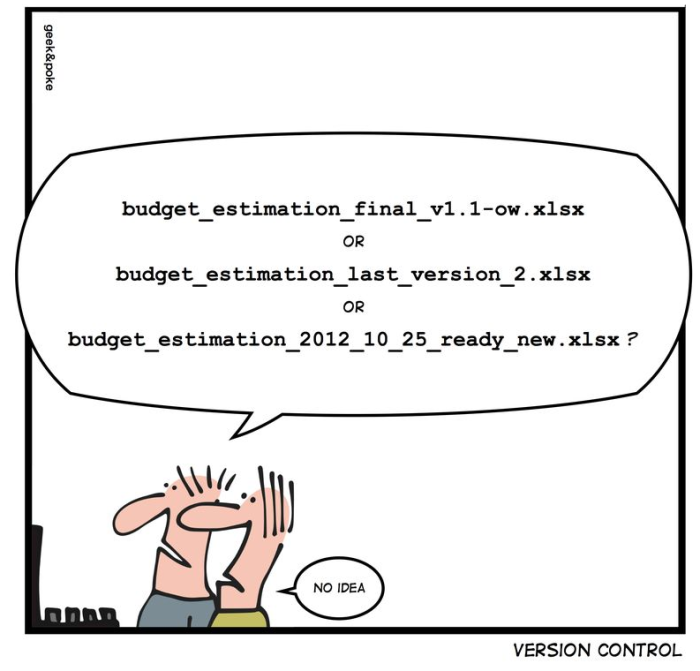 geek&poke
budget_estimation_final_v1.1-ow.xlsx
OR
budget_estimation_last_version_2.xlsx
OR
budget_estimation_2012_10_25_ready_new.xlsx?
NO IDEA
VERSION CONTROL